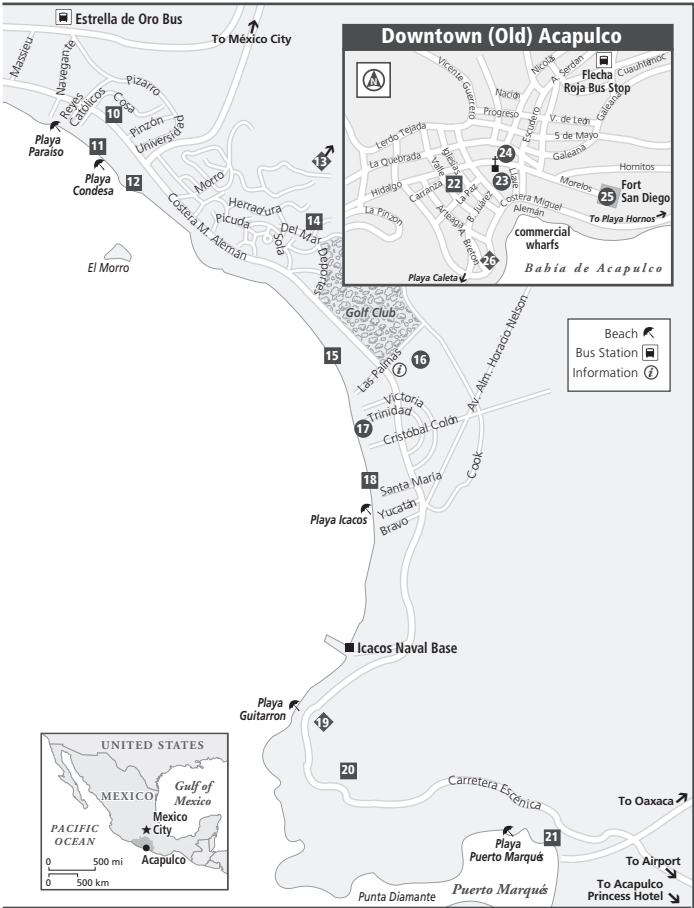 Estrella de Oro Bus
To México City
Massieu
Navegante
Reyes
Católicos
Cosa
Pizarro
10
Pinzón
Universidad
Playa
Paraiso
11
Playa
Condesa
12
13
Morro
Herradura
14
Picuda
Del Mar
Sola
Deportes
Costera M. Alemán
El Morro
Golf Club
15
Las Palmas
16
Av. Alm. Horacio Nelson
Victoria
Trinidad
17
Cristóbal Colón
18
Santa María
Cook
Playa Icacos
Yucatán
Bravo
Icacos Naval Base
Playa
Guitarron
19
20
Carretera Escénica
To Oaxaca
21
Playa
Puerto Marqués
To Airport
To Acapulco
Princess Hotel
Punta Diamante
Puerto Marqués
Downtown (Old) Acapulco
Vicente Guerrero
Nicolas
A. Serdan
Cuauhtémoc
Flecha
Roja Bus Stop
Nación
Progreso
Escudero
V. de León
Galeana
5 de Mayo
Galeana
Lerdo Tejada
La Quebrada
Iglesias
Valle
24
Hornitos
Hidalgo
Carranza
22
23
Llave
La Paz
Morelos
25
Fort
San Diego
La Pinzon
Arteaga
B. Juárez
Costera Miguel
Alemán
To Playa Hornos
A. Breton
commercial
wharfs
26
Playa Caleta
Bahía de Acapulco
Beach
Bus Station
Information
i
i
UNITED STATES
MEXICO
Gulf of
Mexico
Mexico
City
PACIFIC
OCEAN
Acapulco
0 500 mi
0 500 km